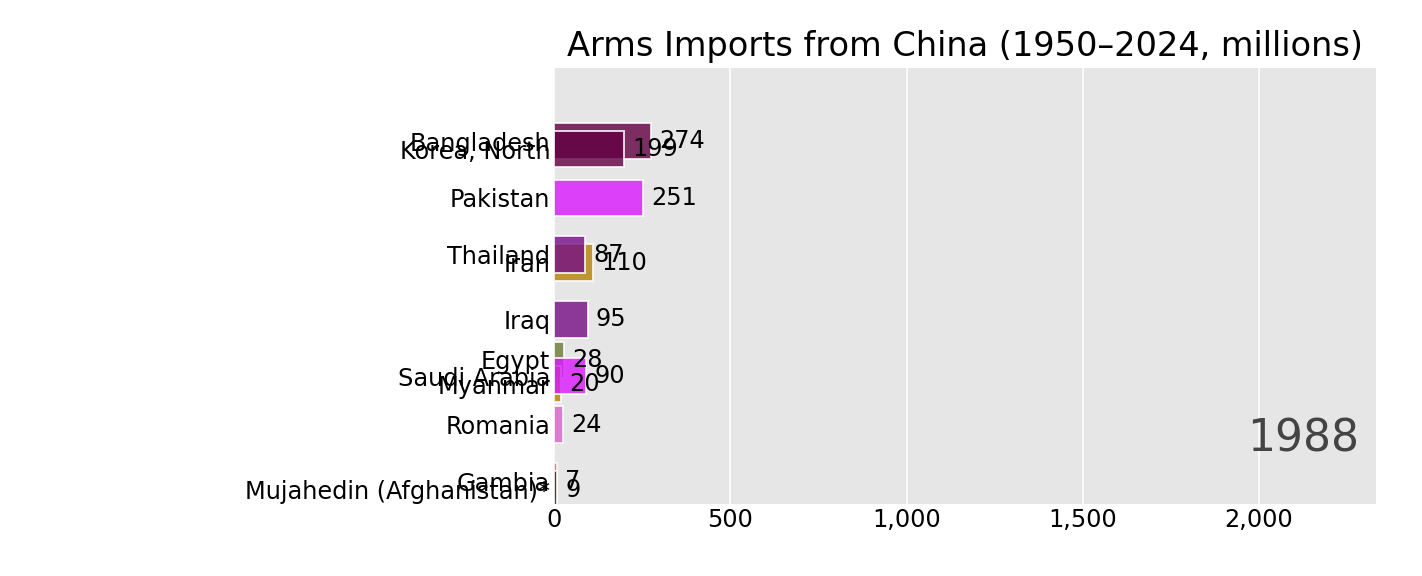 Arms Imports from China (1950–2024, millions)
Bangladesh 274
Korea, North 199
Pakistan 251
Thailand 87
Iran 110
Iraq 95
Egypt 28
Saudi Arabia 90
Myanmar 20
Romania 24
1988
Gambia 7
Mujahedin (Afghanistan)* 9
0 500 1,000 1,500 2,000